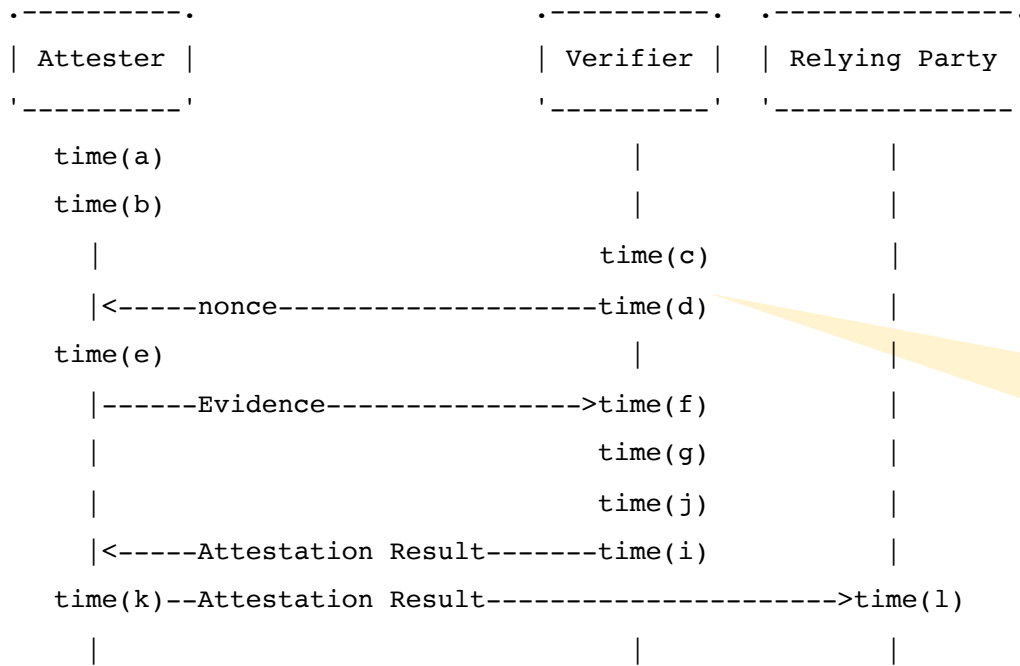 .----------.                      .----------.  .---------------.
| Attester |                      | Verifier |  | Relying Party
'----------'                      '----------'  '---------------
   time(a)                              |               |
   time(b)                              |               |
     |                                time(c)           |
     |<-----nonce--------------------time(d)            |
   time(e)                              |               |
     |------Evidence---------------->time(f)            |
     |                                time(g)           |
     |                                time(j)           |
     |<-----Attestation Result-------time(i)            |
   time(k)--Attestation Result---------------------->time(l)
     |                                  |               |